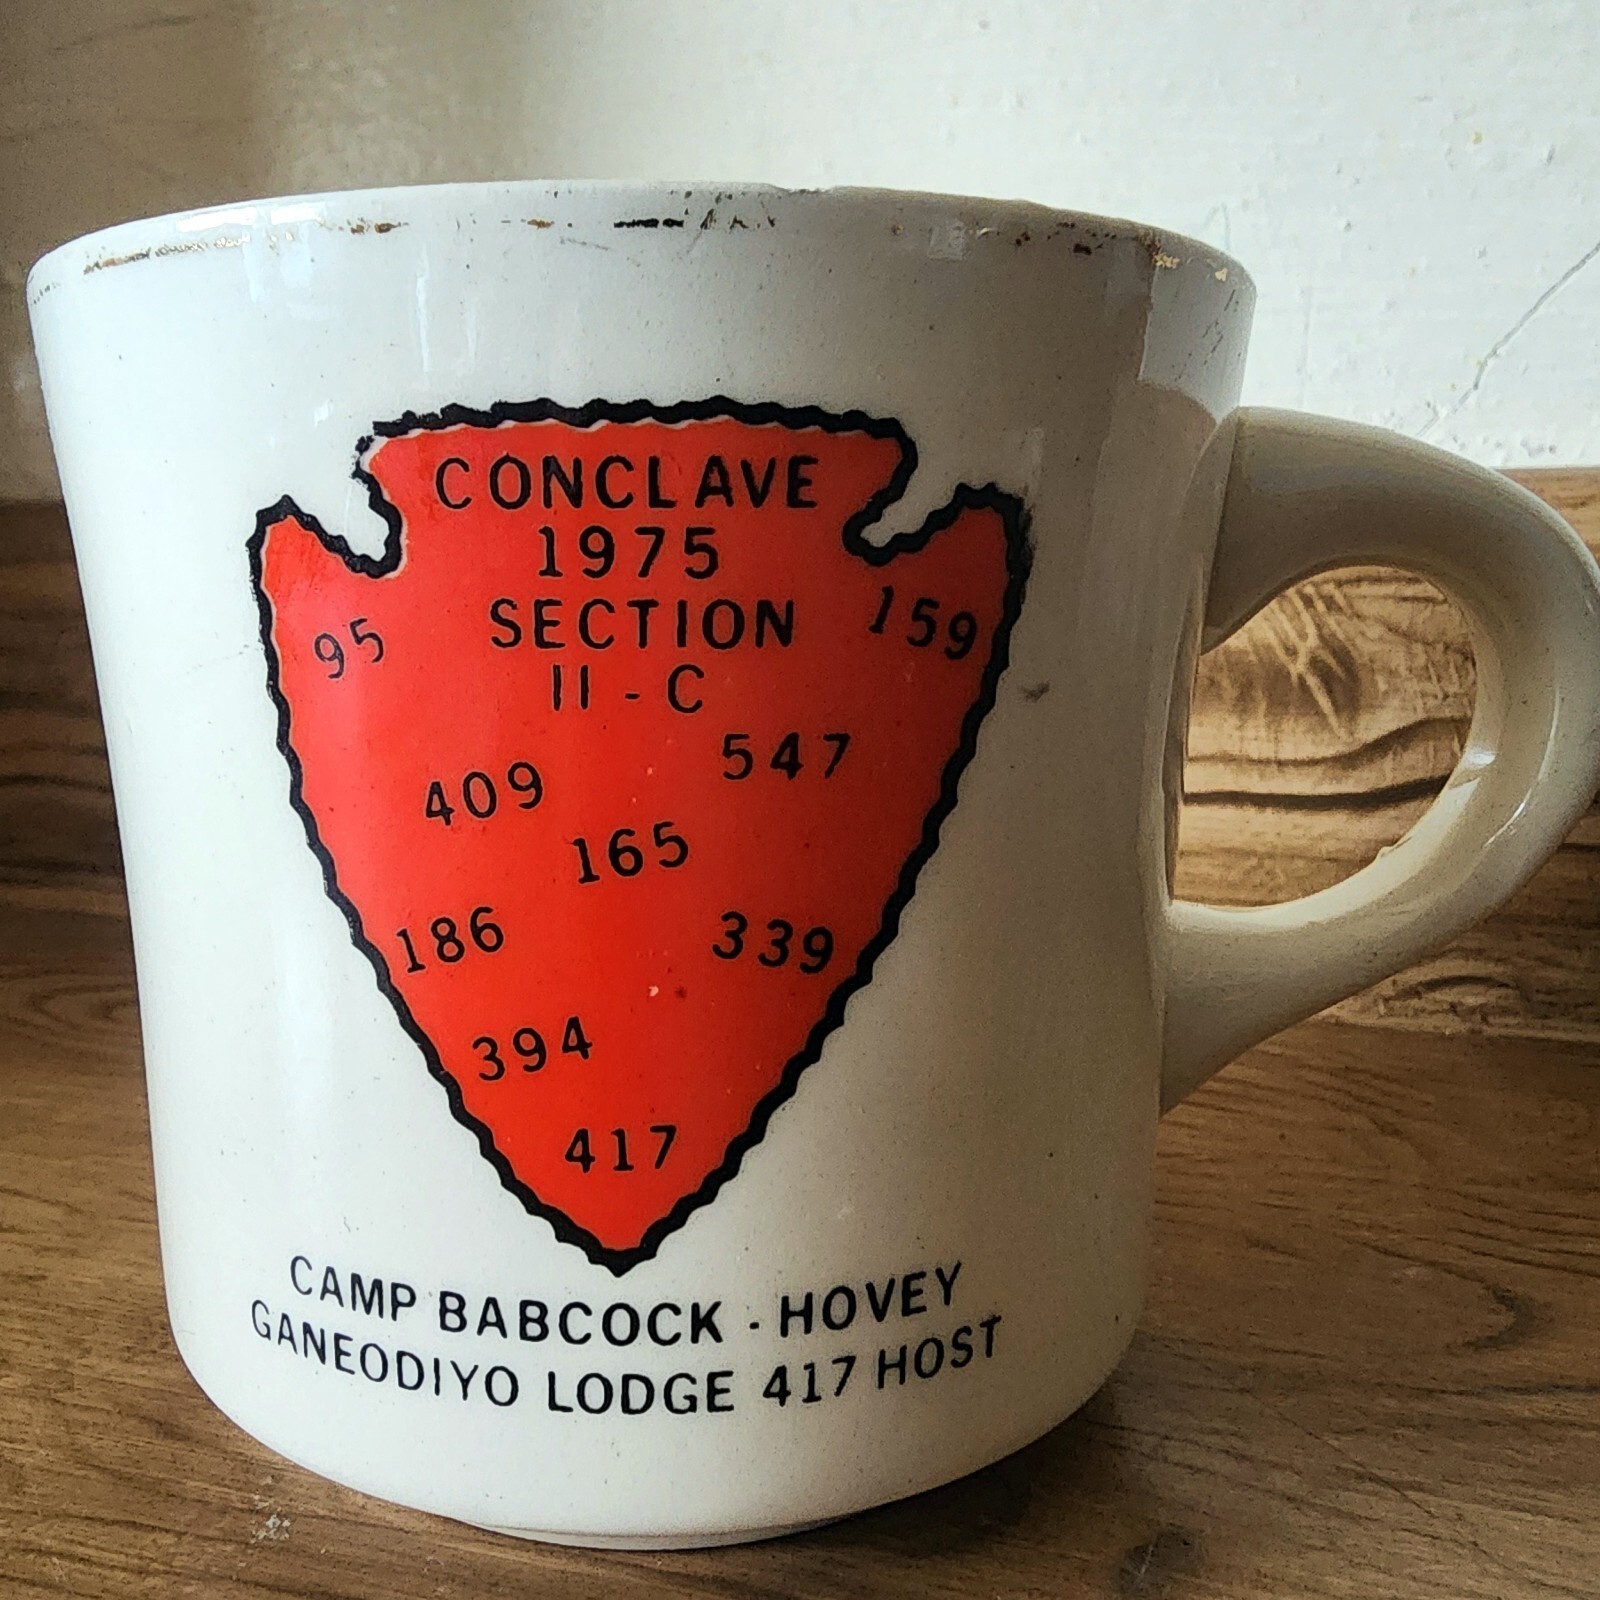 CONCLAVE
1975
SECTION
II - C
95
159
547
409
165
186
339
394
417
CAMP BABCOCK - HOVEY
GANEODIYO LODGE 417 HOST